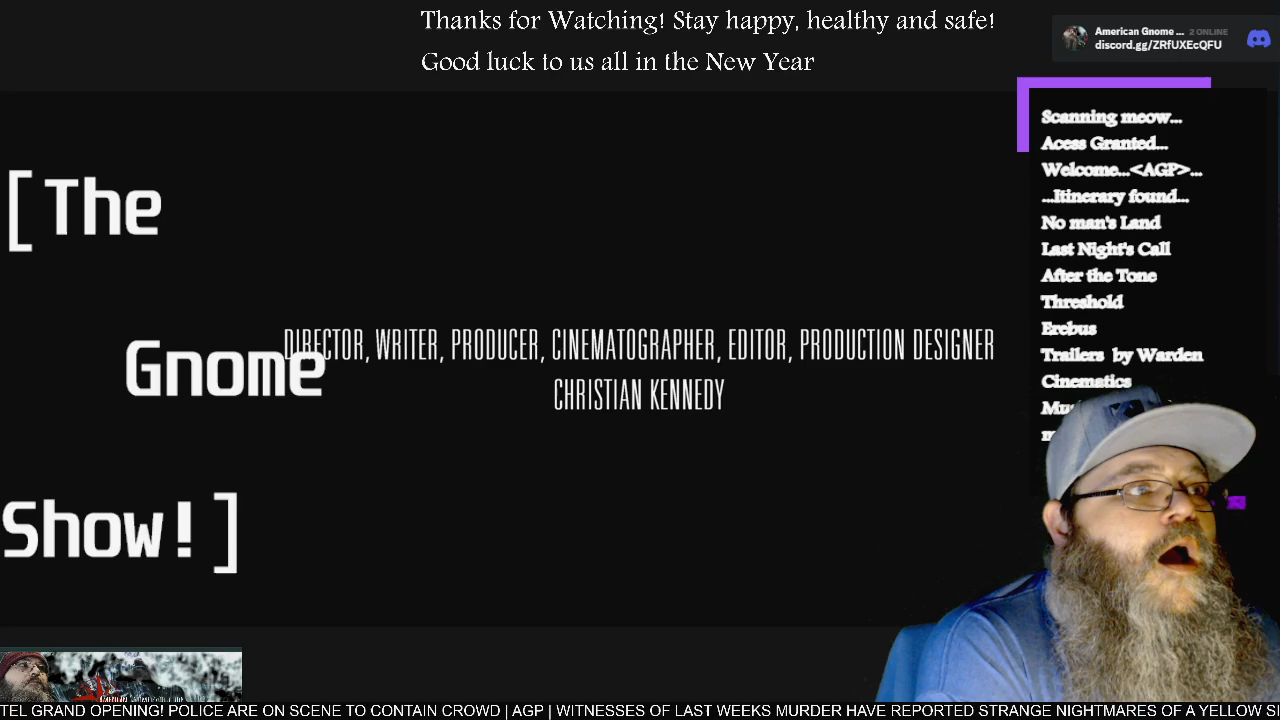 Thanks for Watching! Stay happy, healthy and safe!
Good luck to us all in the New Year
American Gnome ... 2 ONLINE
discord.gg/ZRfUXEcQFU
Scanning meow...
Acess Granted...
Welcome...<AGP>...
...Itinerary found...
No man's Land
Last Night's Call
After the Tone
Threshold
Erebus
Trailers by Warden
Cinematics
[The
Gnome
Show!]
DIRECTOR, WRITER, PRODUCER, CINEMATOGRAPHER, EDITOR, PRODUCTION DESIGNER
CHRISTIAN KENNEDY
TEL GRAND OPENING! POLICE ARE ON SCENE TO CONTAIN CROWD | AGP | WITNESSES OF LAST WEEKS MURDER HAVE REPORTED STRANGE NIGHTMARES OF A YELLOW